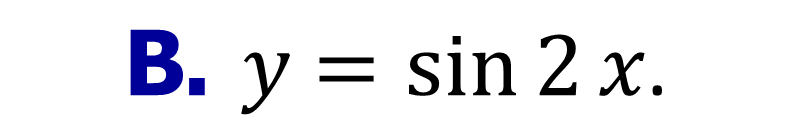 B. y = sin 2 x.